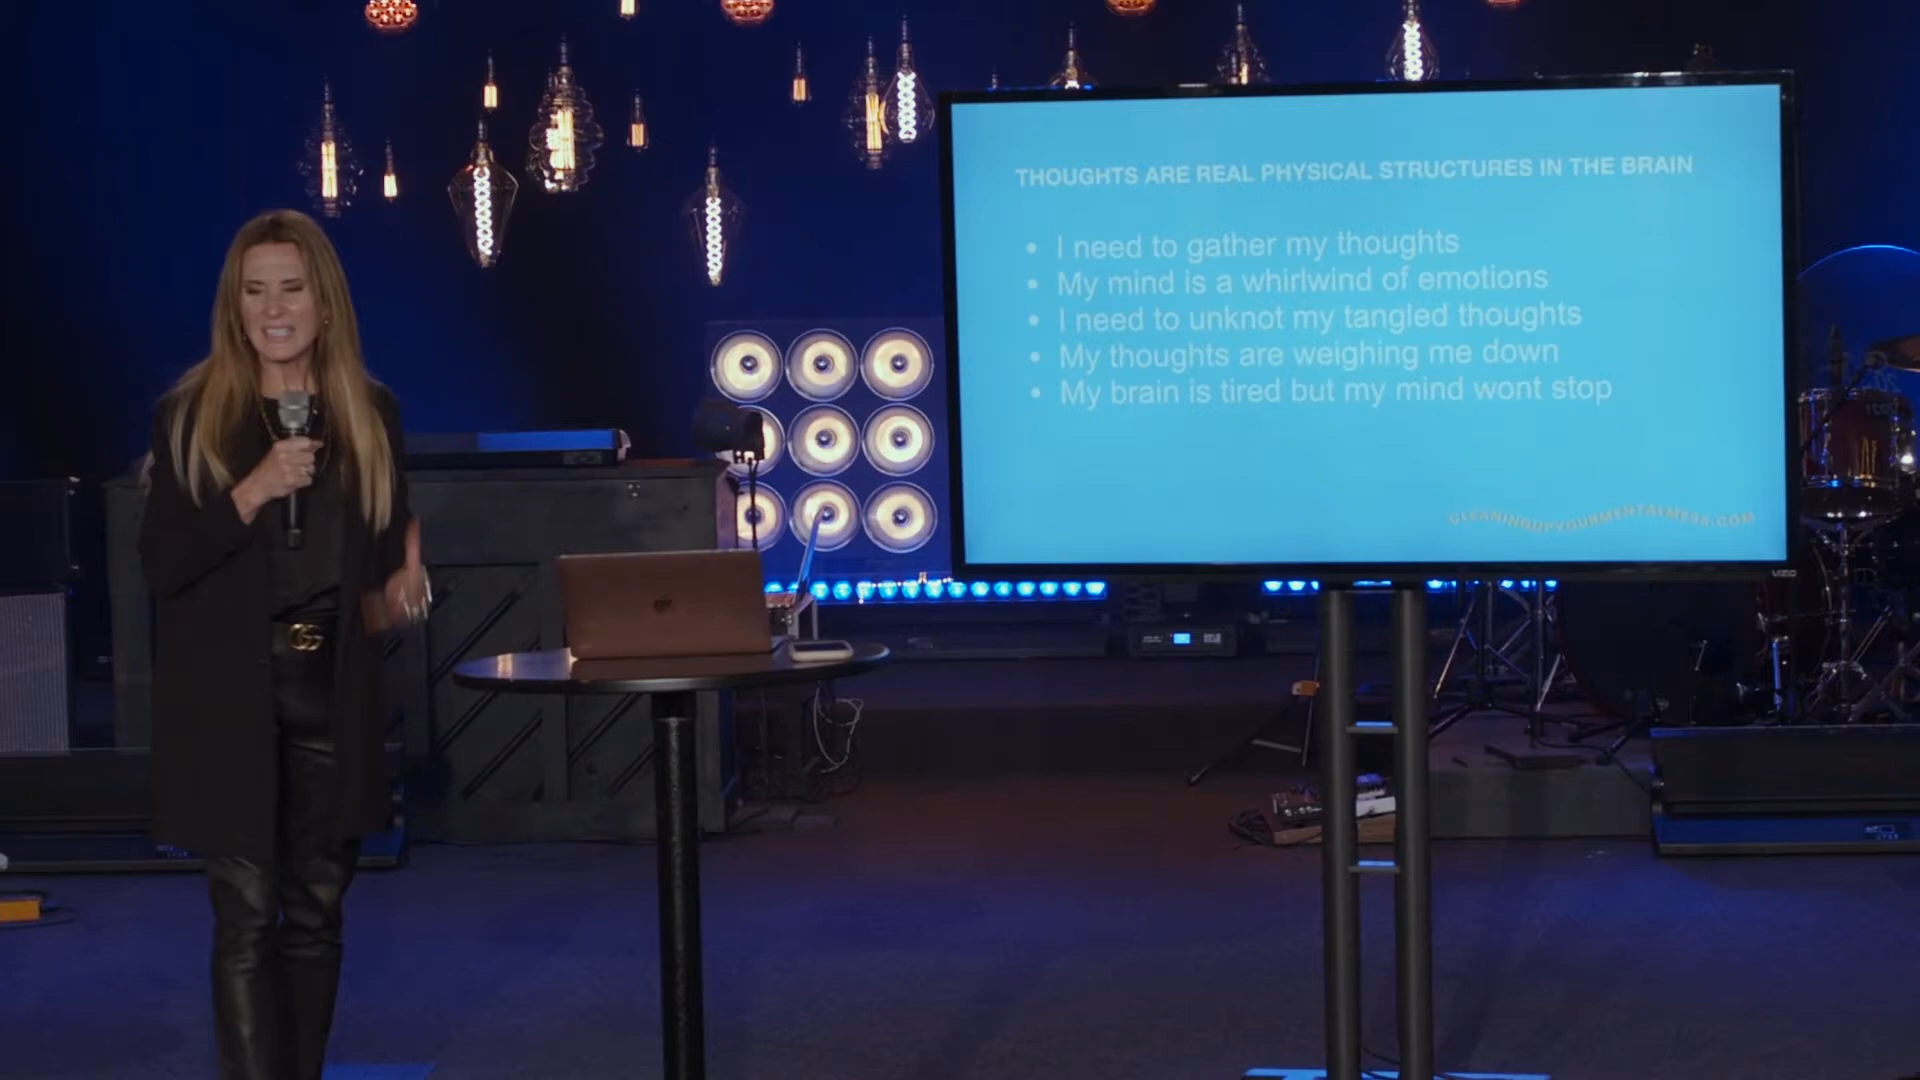 THOUGHTS ARE REAL PHYSICAL STRUCTURES IN THE BRAIN
• I need to gather my thoughts
• My mind is a whirlwind of emotions
• I need to unknot my tangled thoughts
• My thoughts are weighing me down
• My brain is tired but my mind wont stop
CLEANINGUPYOURMENTALMESS.COM
VIZIO